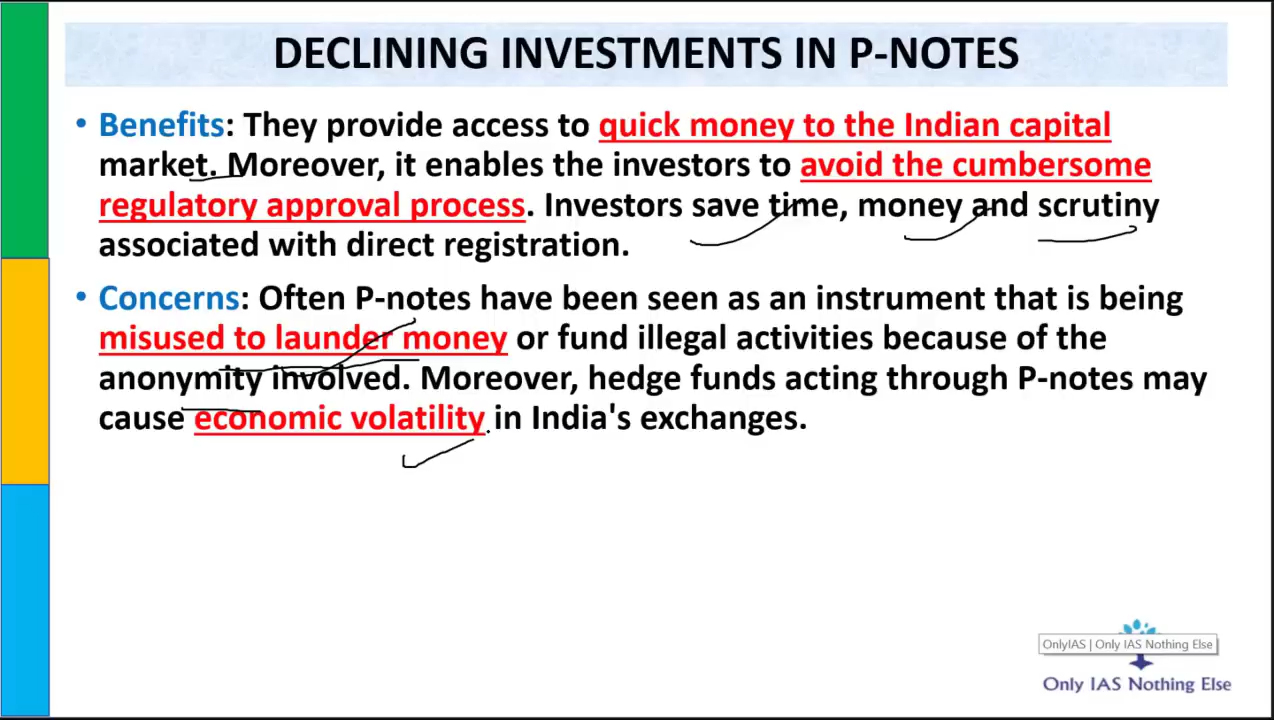 DECLINING INVESTMENTS IN P-NOTES
• Benefits: They provide access to quick money to the Indian capital
market. Moreover, it enables the investors to avoid the cumbersome
regulatory approval process. Investors save time, money and scrutiny
associated with direct registration.
• Concerns: Often P-notes have been seen as an instrument that is being
misused to launder money or fund illegal activities because of the
anonymity involved. Moreover, hedge funds acting through P-notes may
cause economic volatility in India's exchanges.
OnlyIAS | Only IAS Nothing Else
Only IAS Nothing Else